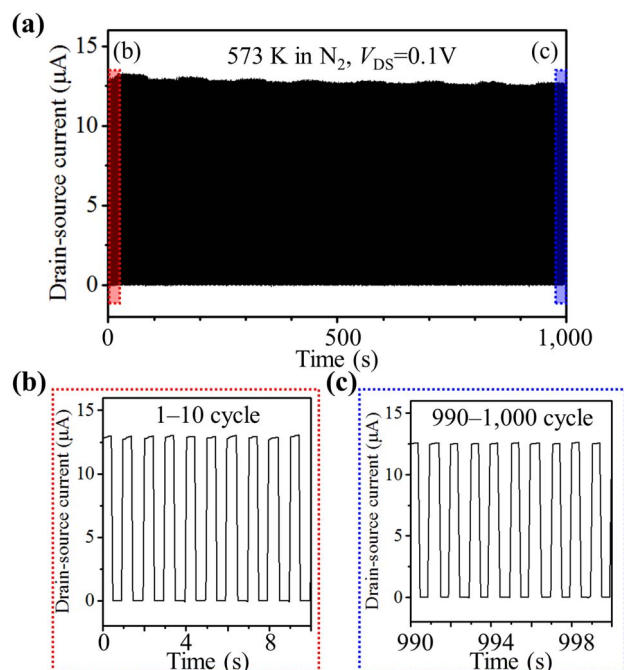 (a)
15
10
5
0
Drain-source current (μA)
(b)
573 K in N₂, V_DS=0.1V
(c)
0
500
1,000
Time (s)
(b)
15
10
5
0
Drain-source current (μA)
1–10 cycle
0
4
8
Time (s)
(c)
15
10
5
0
Drain-source current (μA)
990–1,000 cycle
990
994
998
Time (s)